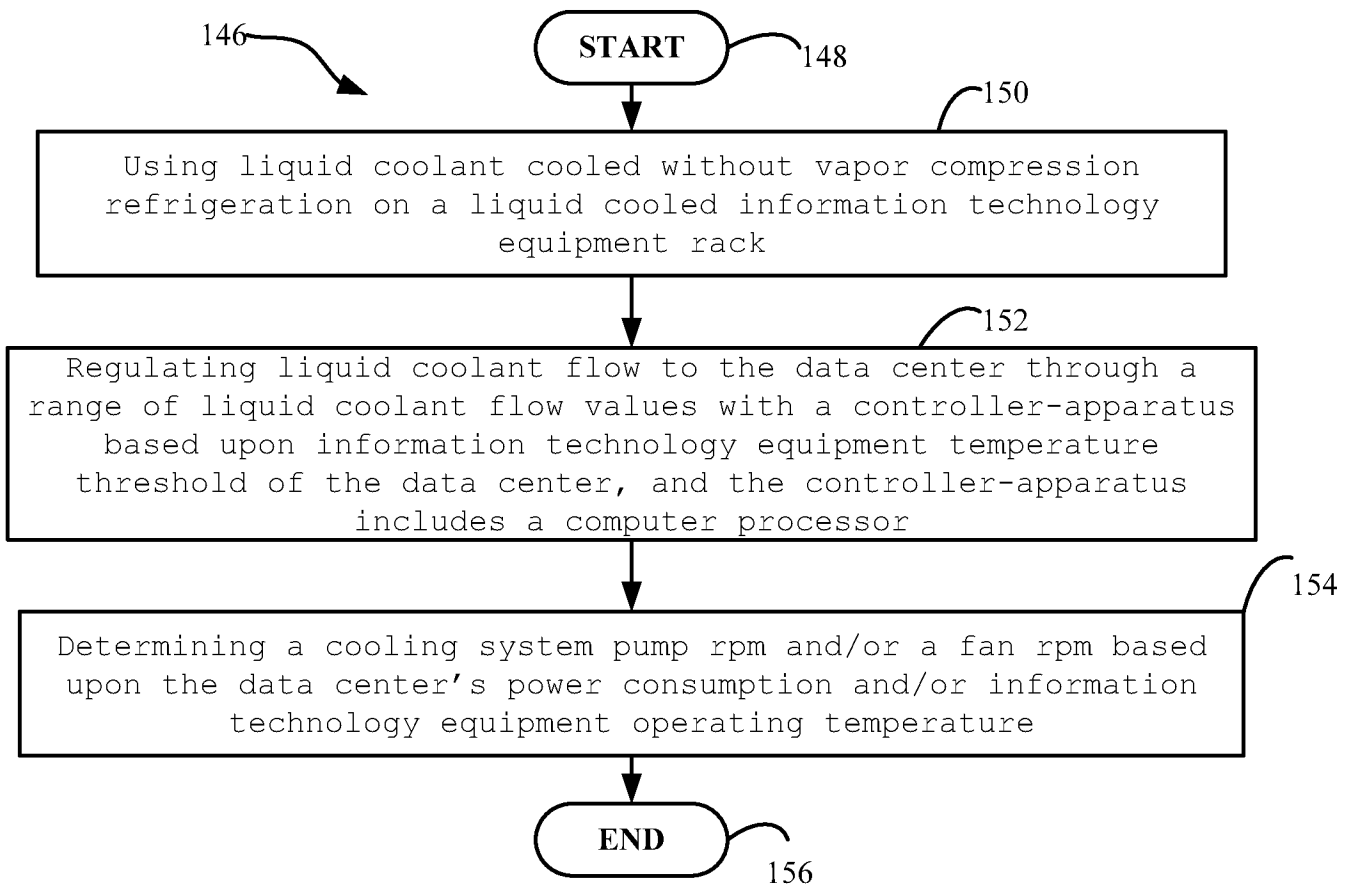 146
START
148
150
Using liquid coolant cooled without vapor compression
refrigeration on a liquid cooled information technology
equipment rack
152
Regulating liquid coolant flow to the data center through a
range of liquid coolant flow values with a controller-apparatus
based upon information technology equipment temperature
threshold of the data center, and the controller-apparatus
includes a computer processor
154
Determining a cooling system pump rpm and/or a fan rpm based
upon the data center’s power consumption and/or information
technology equipment operating temperature
END
156